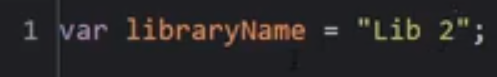 1 var libraryName = "Lib 2";